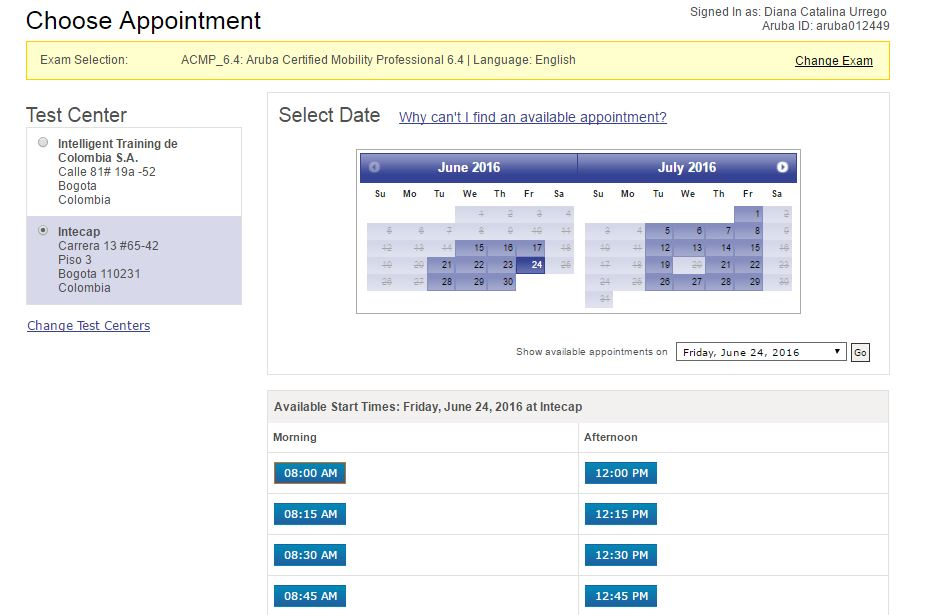 Choose Appointment
Signed In as: Diana Catalina Urrego
Aruba ID: aruba012449
Exam Selection: ACMP_6.4: Aruba Certified Mobility Professional 6.4 | Language: English
Change Exam
Test Center
Intelligent Training de
Colombia S.A.
Calle 81# 19a -52
Bogota
Colombia
Intecap
Carrera 13 #65-42
Piso 3
Bogota 110231
Colombia
Change Test Centers
Select Date
Why can't I find an available appointment?
June 2016
Su Mo Tu We Th Fr Sa
1 2 3 4
5 6 7 8 9 10 11
12 13 14 15 16 17 18
19 20 21 22 23 24 25
26 27 28 29 30
July 2016
Su Mo Tu We Th Fr Sa
1 2
3 4 5 6 7 8 9
10 11 12 13 14 15 16
17 18 19 20 21 22 23
24 25 26 27 28 29 30
31
Show available appointments on Friday, June 24, 2016 Go
Available Start Times: Friday, June 24, 2016 at Intecap
Morning Afternoon
08:00 AM 12:00 PM
08:15 AM 12:15 PM
08:30 AM 12:30 PM
08:45 AM 12:45 PM